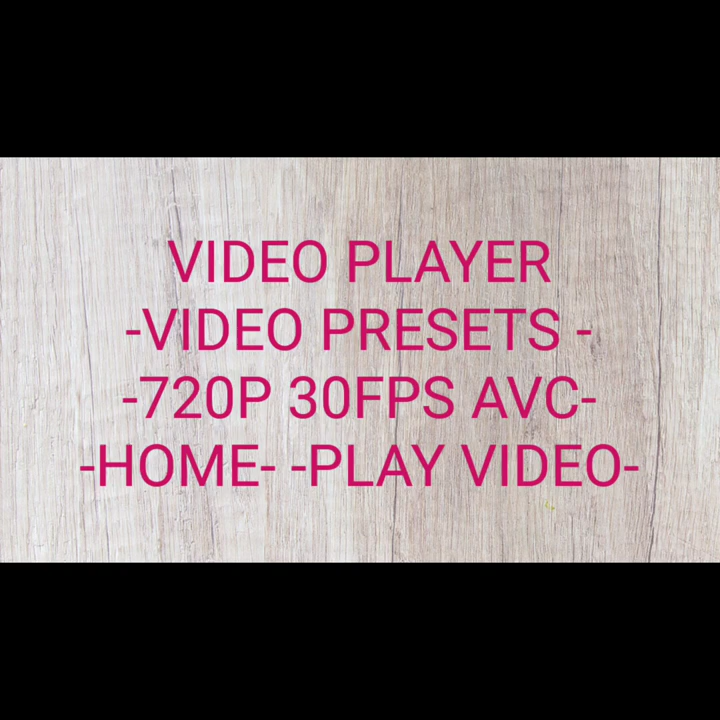 VIDEO PLAYER
-VIDEO PRESETS -
-720P 30FPS AVC-
-HOME- -PLAY VIDEO-